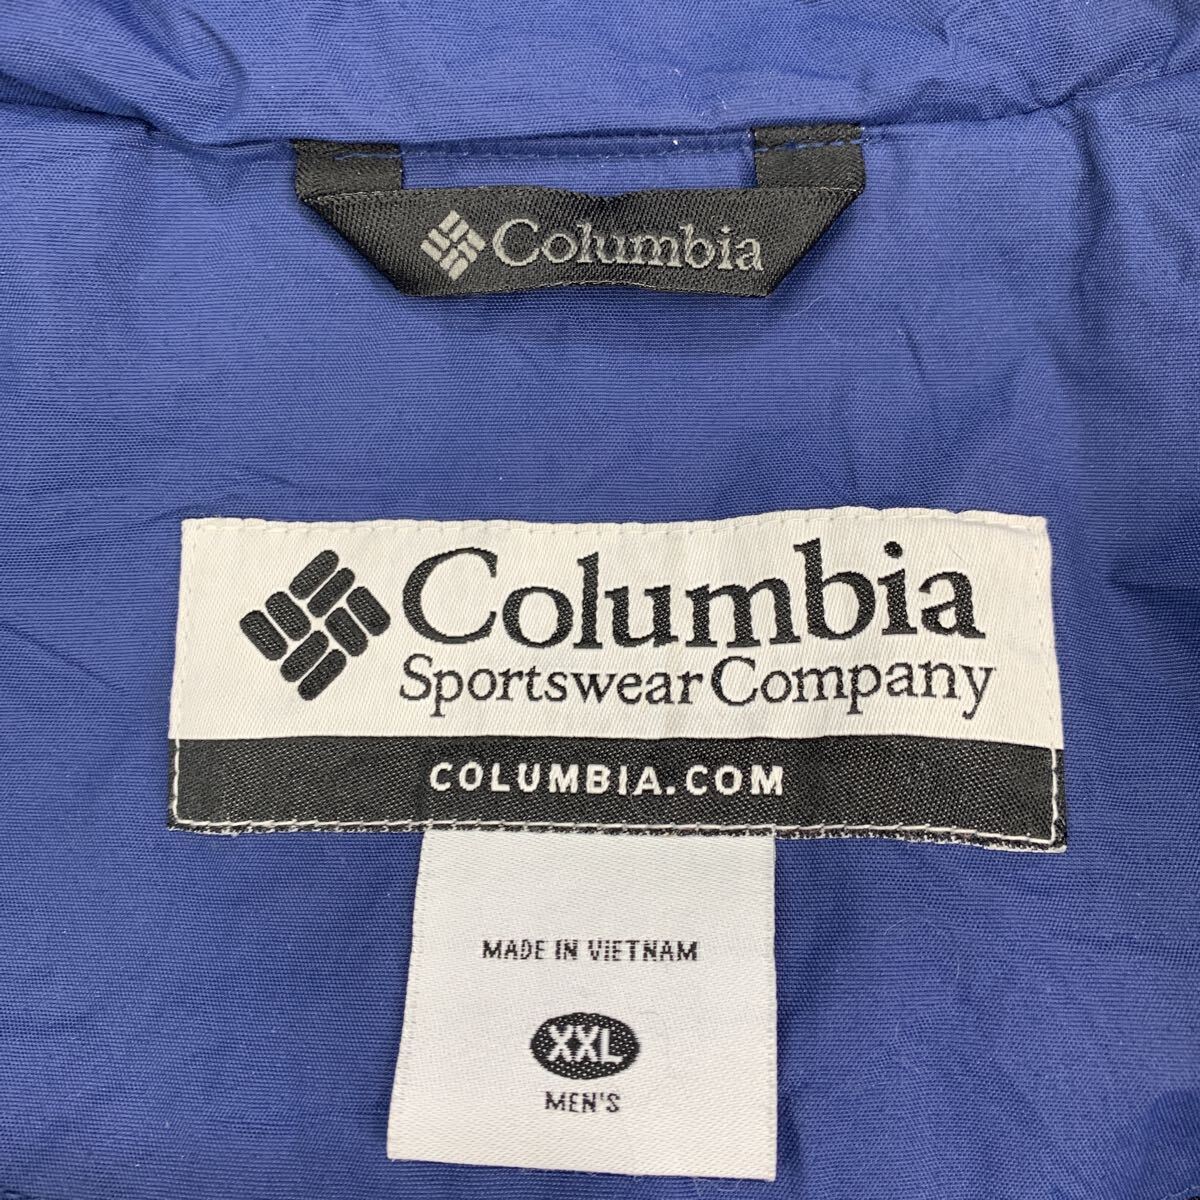 Columbia
Columbia
Sportswear Company
COLUMBIA.COM
MADE IN VIETNAM
XXL
MEN'S